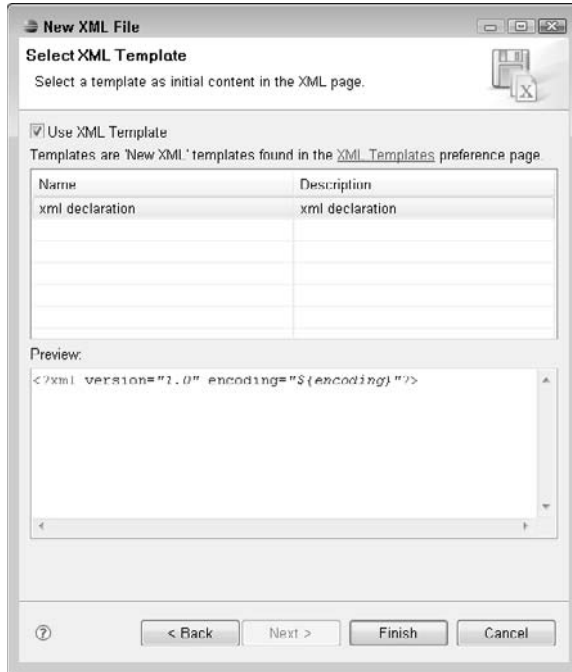 New XML File
Select XML Template
Select a template as initial content in the XML page.
Use XML Template
Templates are 'New XML' templates found in the XML Templates preference page.
Name Description
xml declaration xml declaration
Preview:
<?xml version="1.0" encoding="${encoding}"?>
< Back Next > Finish Cancel